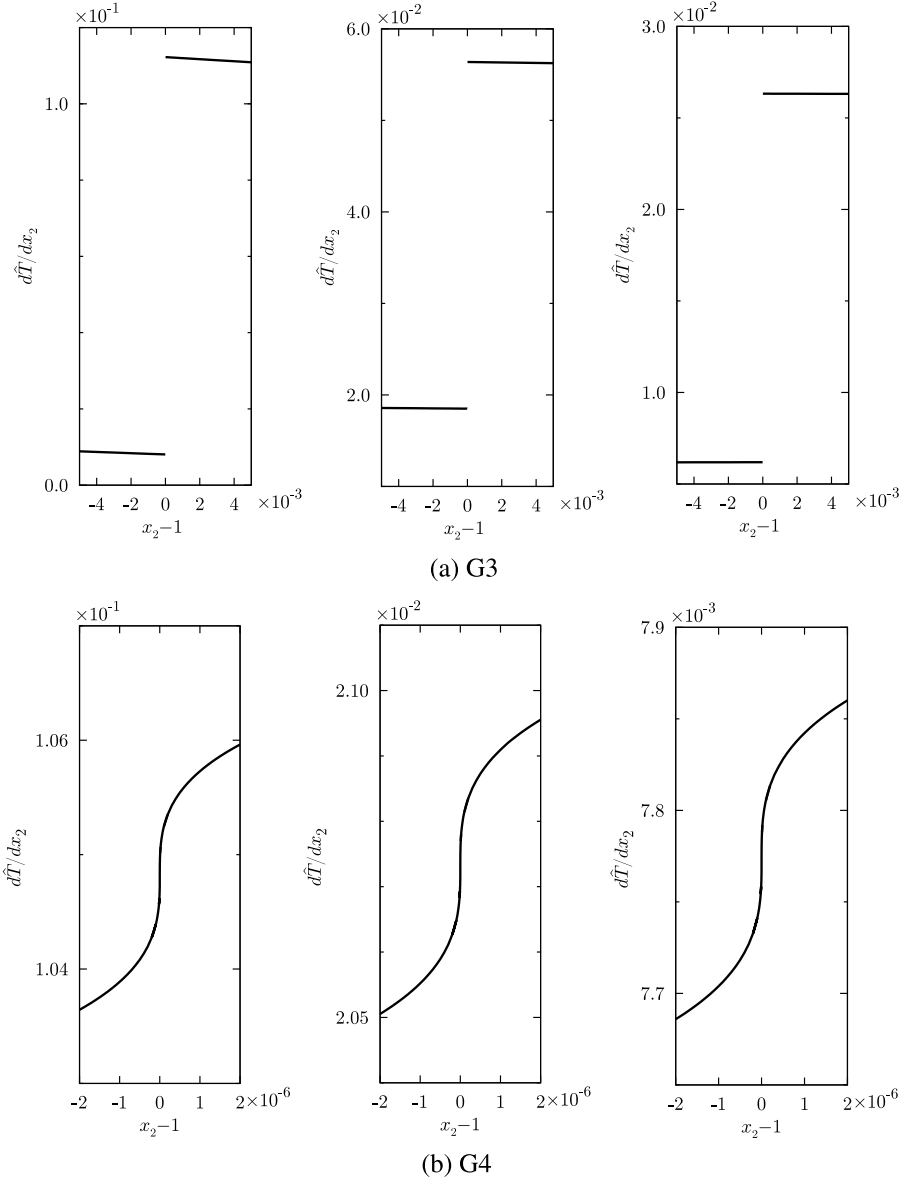 ×10⁻¹
1.0
0.0
dT̂/dx₂
-4 -2 0 2 4 ×10⁻³
x₂−1
×10⁻²
6.0
4.0
2.0
dT̂/dx₂
-4 -2 0 2 4 ×10⁻³
x₂−1
×10⁻²
3.0
2.0
1.0
dT̂/dx₂
-4 -2 0 2 4 ×10⁻³
x₂−1
(a) G3
×10⁻¹
1.06
1.04
dT̂/dx₂
-2 -1 0 1 2 ×10⁻⁶
x₂−1
×10⁻²
2.10
2.05
dT̂/dx₂
-2 -1 0 1 2 ×10⁻⁶
x₂−1
×10⁻³
7.9
7.8
7.7
dT̂/dx₂
-2 -1 0 1 2 ×10⁻⁶
x₂−1
(b) G4